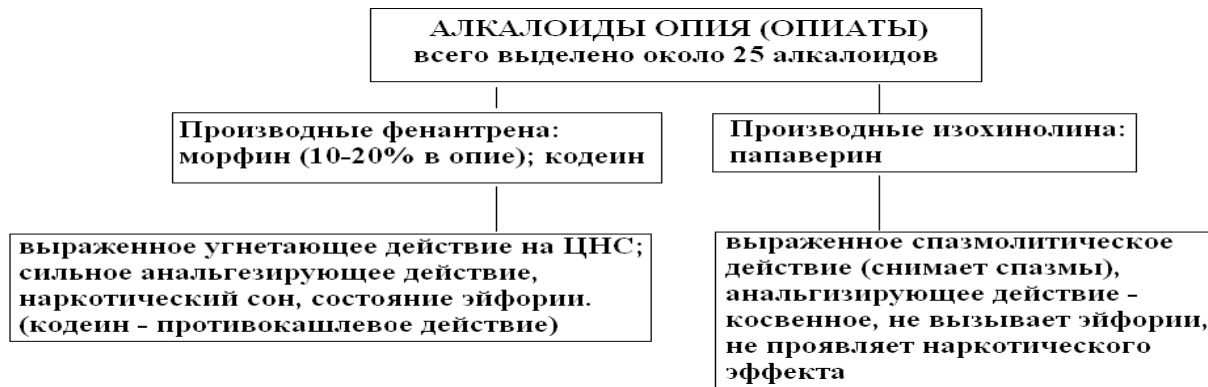 АЛКАЛОИДЫ ОПИЯ (ОПИАТЫ)
всего выделено около 25 алкалоидов
Производные фенантрена:
морфин (10-20% в опие); кодеин
Производные изохинолина:
папаверин
выраженное угнетающее действие на ЦНС;
сильное анальгезирующее действие,
наркотический сон, состояние эйфории.
(кодеин - противокашлевое действие)
выраженное спазмолитическое
действие (снимает спазмы),
анальгизирующее действие -
косвенное, не вызывает эйфории,
не проявляет наркотического
эффекта